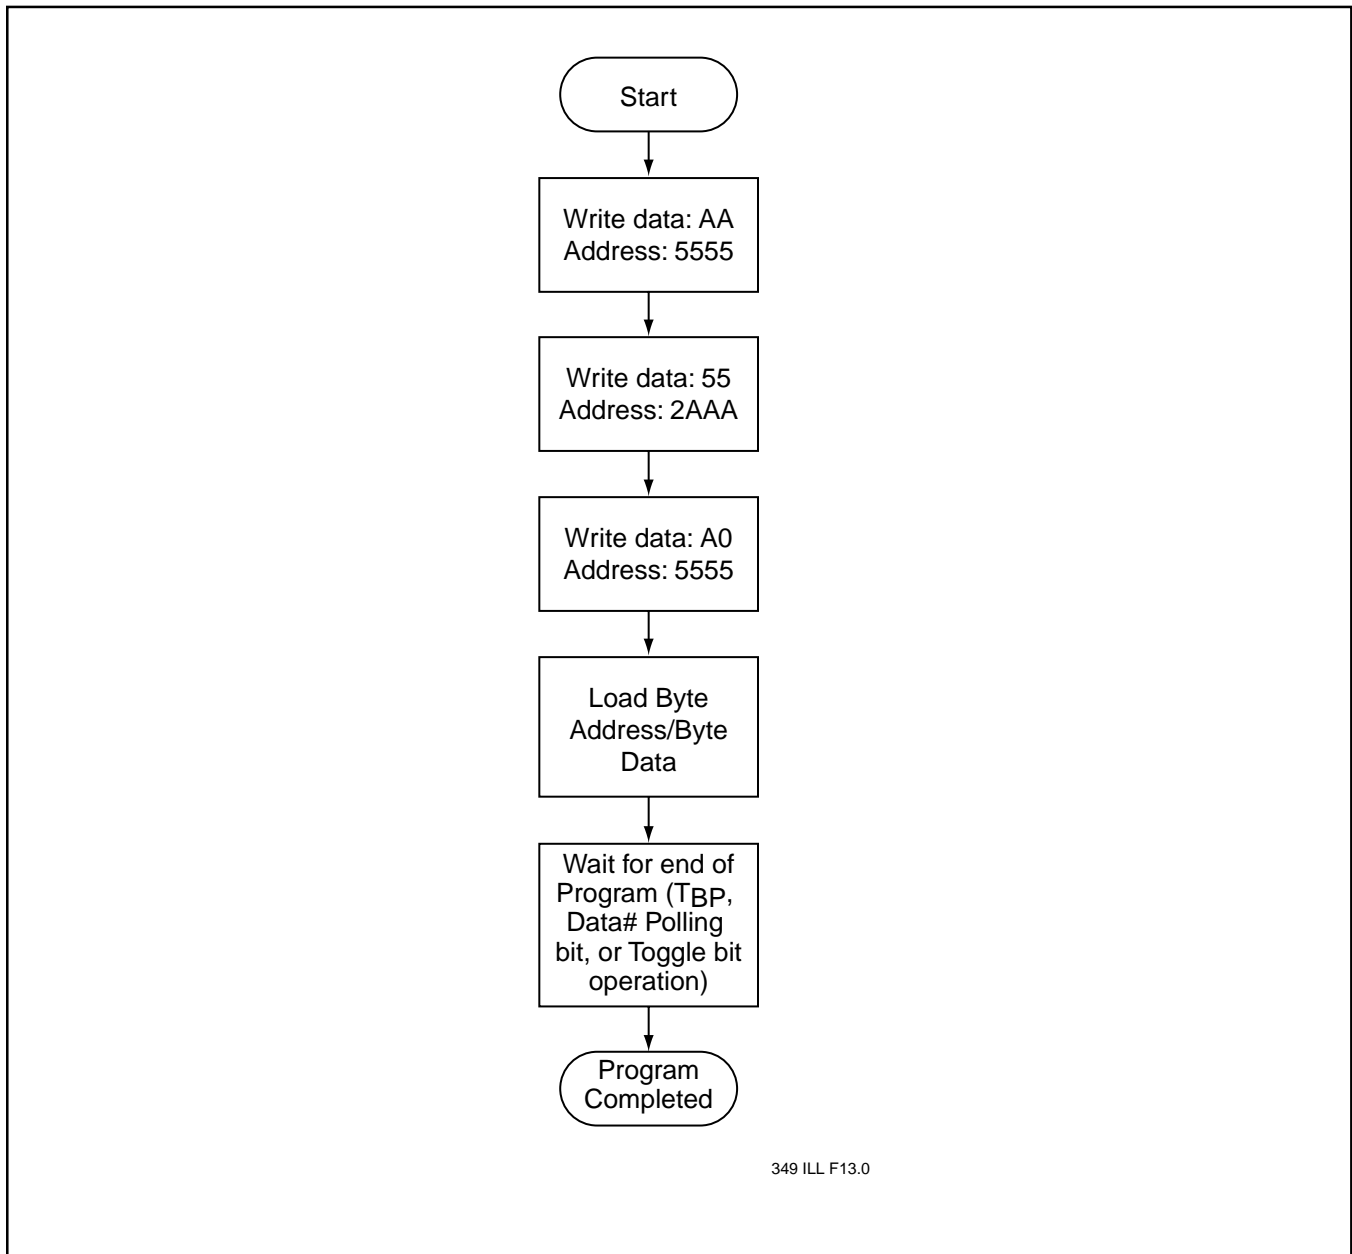 Start
Write data: AA
Address: 5555
Write data: 55
Address: 2AAA
Write data: A0
Address: 5555
Load Byte
Address/Byte
Data
Wait for end of
Program (TBP,
Data# Polling
bit, or Toggle bit
operation)
Program
Completed
349 ILL F13.0